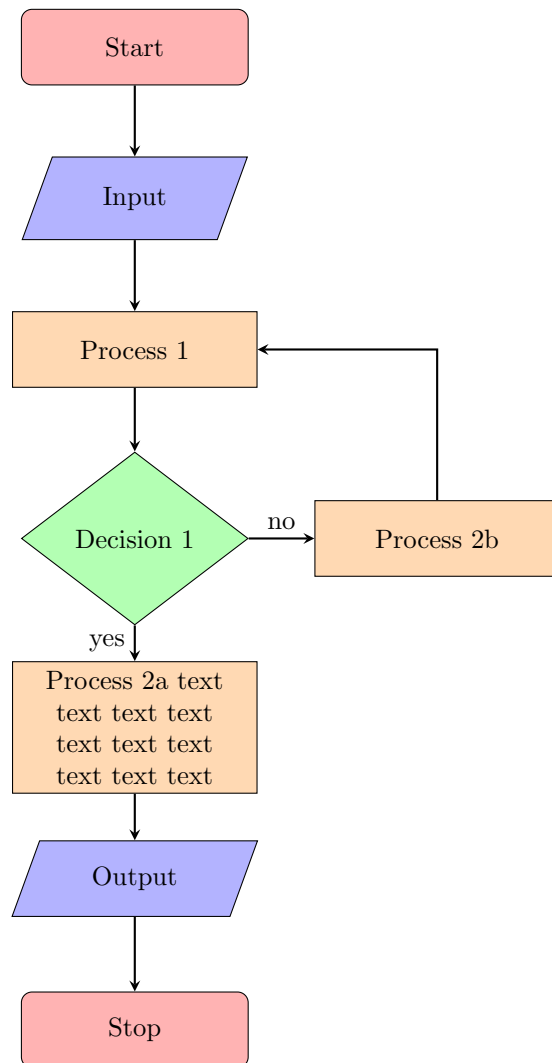 Start
Input
Process 1
Decision 1
no
Process 2b
yes
Process 2a text
text text text
text text text
text text text
Output
Stop